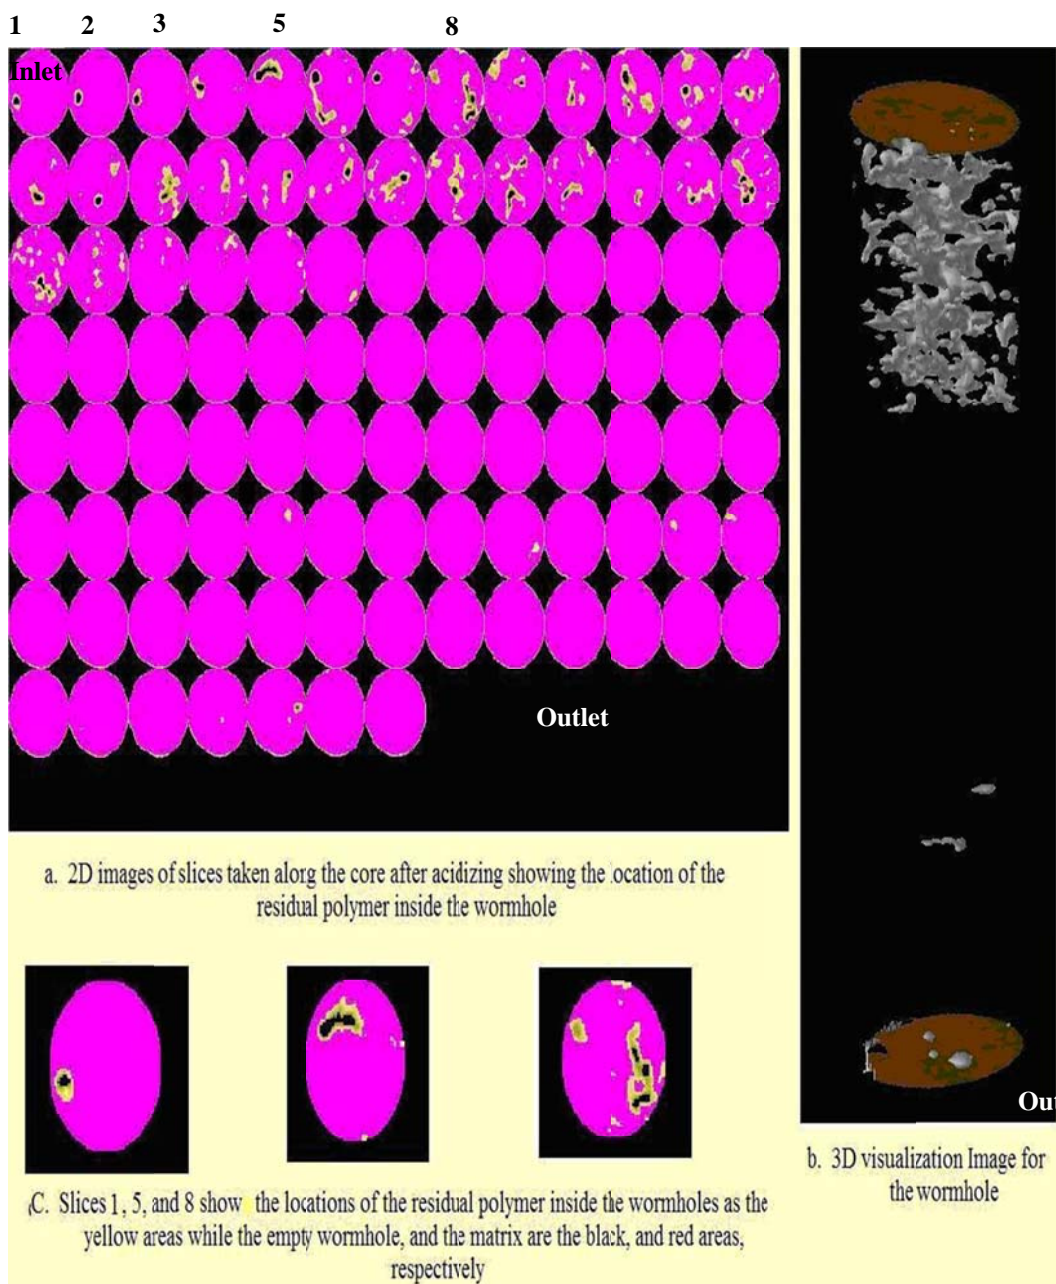 1 2 3 5 8
Inlet
Outlet
a. 2D images of slices taken along the core after acidizing showing the location of the
residual polymer inside the wormhole
C. Slices 1, 5, and 8 show the locations of the residual polymer inside the wormholes as the
yellow areas while the empty wormhole, and the matrix are the black, and red areas,
respectively
Out
b. 3D visualization Image for
the wormhole